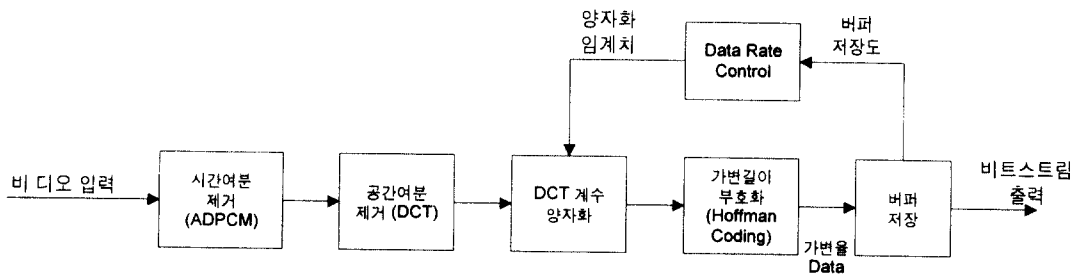 양자화
임계치
Data Rate
Control
버퍼
저장도
비 디오 입력
시간여분
제거
(ADPCM)
공간여분
제거 (DCT)
DCT 계수
양자화
가변길이
부호화
(Hoffman
Coding)
가변율
Data
버퍼
저장
비트스트림
출력